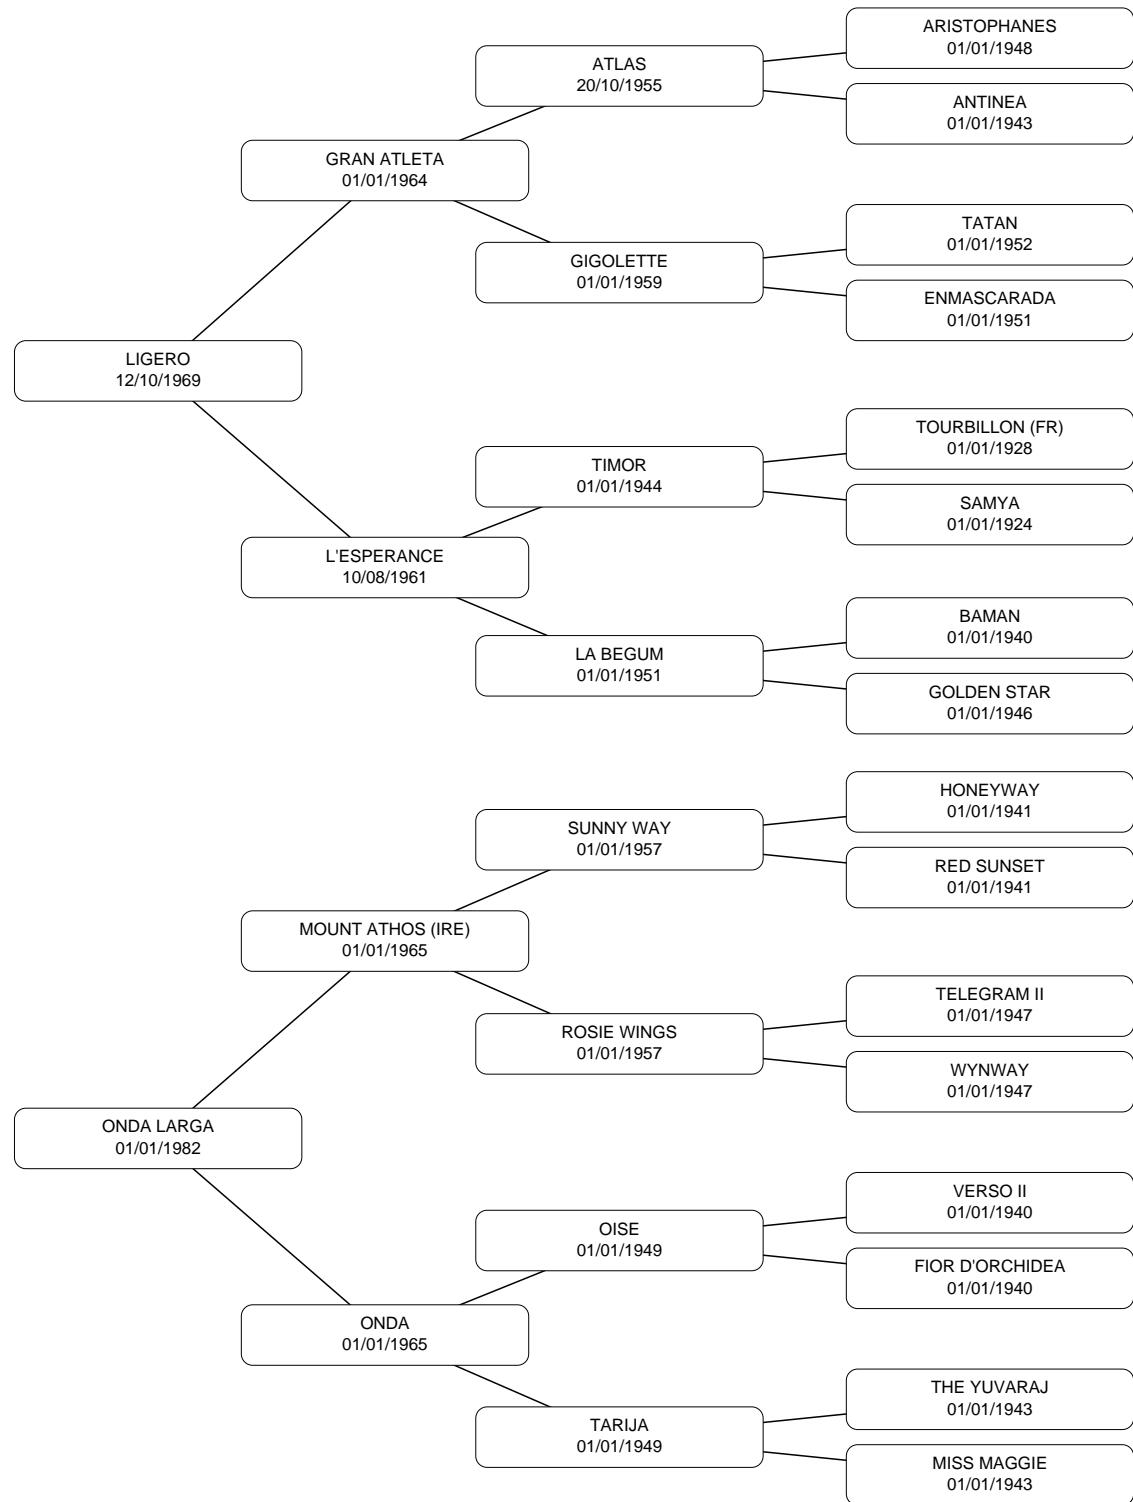 ARISTOPHANES
01/01/1948
ATLAS
20/10/1955
ANTINEA
01/01/1943
GRAN ATLETA
01/01/1964
TATAN
01/01/1952
GIGOLETTE
01/01/1959
ENMASCARADA
01/01/1951
LIGERO
12/10/1969
TOURBILLON (FR)
01/01/1928
TIMOR
01/01/1944
SAMYA
01/01/1924
L'ESPERANCE
10/08/1961
BAMAN
01/01/1940
LA BEGUM
01/01/1951
GOLDEN STAR
01/01/1946
HONEYWAY
01/01/1941
SUNNY WAY
01/01/1957
RED SUNSET
01/01/1941
MOUNT ATHOS (IRE)
01/01/1965
TELEGRAM II
01/01/1947
ROSIE WINGS
01/01/1957
WYNWAY
01/01/1947
ONDA LARGA
01/01/1982
VERSO II
01/01/1940
OISE
01/01/1949
FIOR D'ORCHIDEA
01/01/1940
ONDA
01/01/1965
THE YUVARAJ
01/01/1943
TARIJA
01/01/1949
MISS MAGGIE
01/01/1943